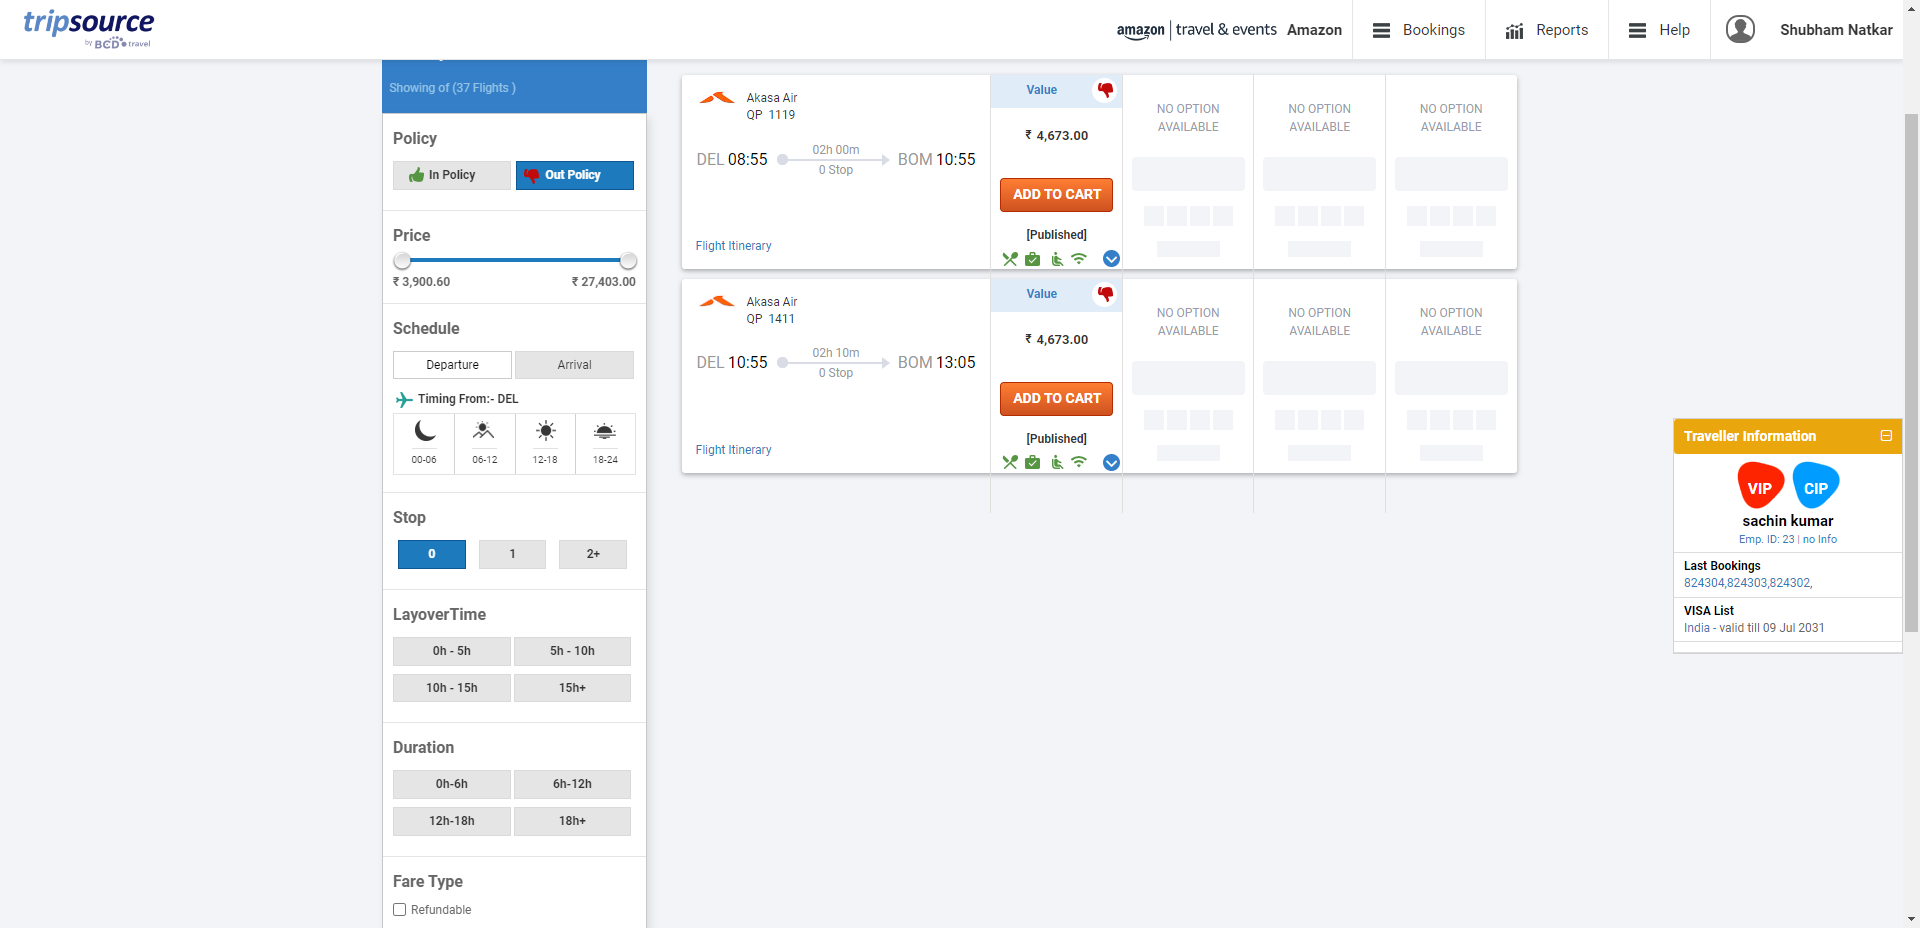 tripsource
by BCD travel
amazon | travel & events Amazon
Bookings
Reports
Help
Shubham Natkar
Showing of (37 Flights )
Policy
In Policy
Out Policy
Price
₹ 3,900.60
₹ 27,403.00
Schedule
Departure
Arrival
Timing From:- DEL
00-06
06-12
12-18
18-24
Stop
0
1
2+
LayoverTime
0h - 5h
5h - 10h
10h - 15h
15h+
Duration
0h-6h
6h-12h
12h-18h
18h+
Fare Type
Refundable
Akasa Air
QP 1119
DEL 08:55
02h 00m
0 Stop
BOM 10:55
Flight Itinerary
Value
₹ 4,673.00
ADD TO CART
[Published]
NO OPTION
AVAILABLE
NO OPTION
AVAILABLE
NO OPTION
AVAILABLE
Akasa Air
QP 1411
DEL 10:55
02h 10m
0 Stop
BOM 13:05
Flight Itinerary
Value
₹ 4,673.00
ADD TO CART
[Published]
NO OPTION
AVAILABLE
NO OPTION
AVAILABLE
NO OPTION
AVAILABLE
Traveller Information
VIP
CIP
sachin kumar
Emp. ID: 23 | no Info
Last Bookings
824304,824303,824302,
VISA List
India - valid till 09 Jul 2031